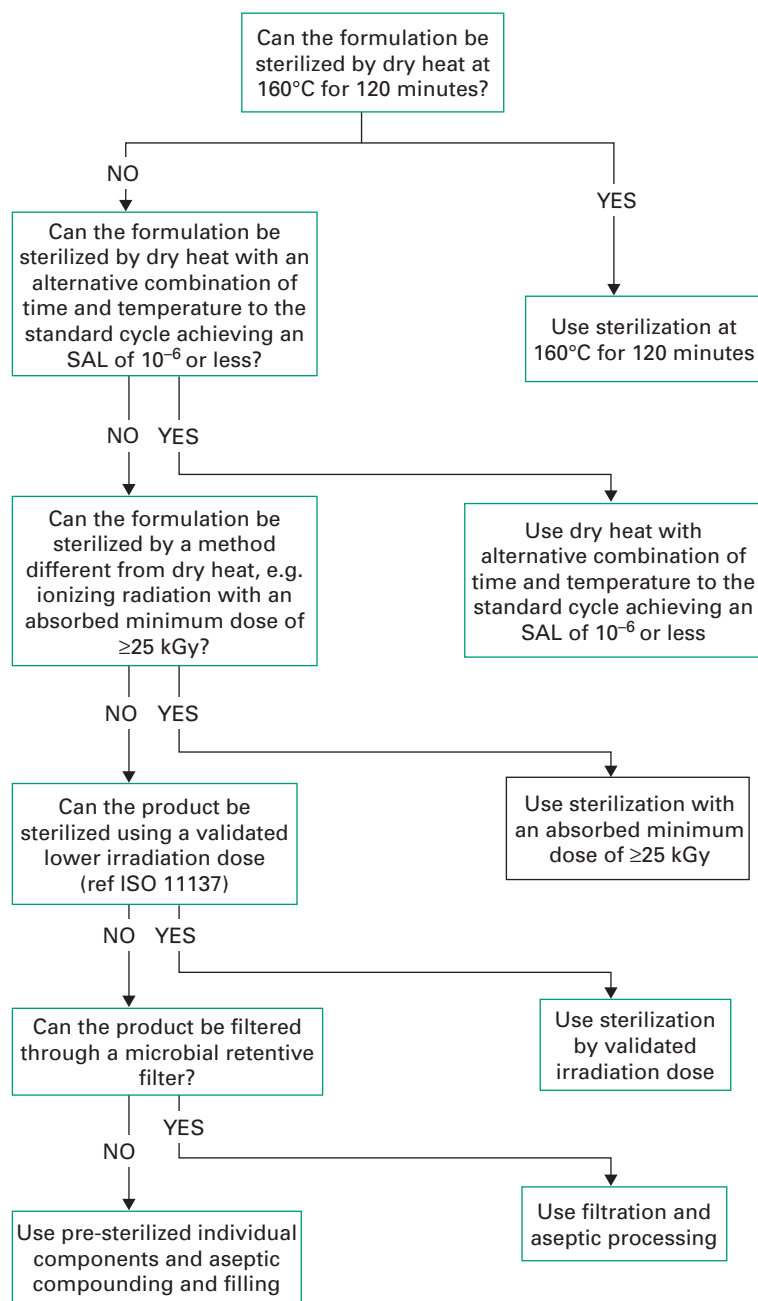 Can the formulation be
sterilized by dry heat at
160°C for 120 minutes?
NO
YES
Can the formulation be
sterilized by dry heat with an
alternative combination of
time and temperature to the
standard cycle achieving an
SAL of 10⁻⁶ or less?
Use sterilization at
160°C for 120 minutes
NO YES
Can the formulation be
sterilized by a method
different from dry heat, e.g.
ionizing radiation with an
absorbed minimum dose of
≥25 kGy?
Use dry heat with
alternative combination of
time and temperature to the
standard cycle achieving an
SAL of 10⁻⁶ or less
NO YES
Can the product be
sterilized using a validated
lower irradiation dose
(ref ISO 11137)
Use sterilization with
an absorbed minimum
dose of ≥25 kGy
NO YES
Can the product be filtered
through a microbial retentive
filter?
Use sterilization
by validated
irradiation dose
YES
NO
Use pre-sterilized individual
components and aseptic
compounding and filling
Use filtration and
aseptic processing